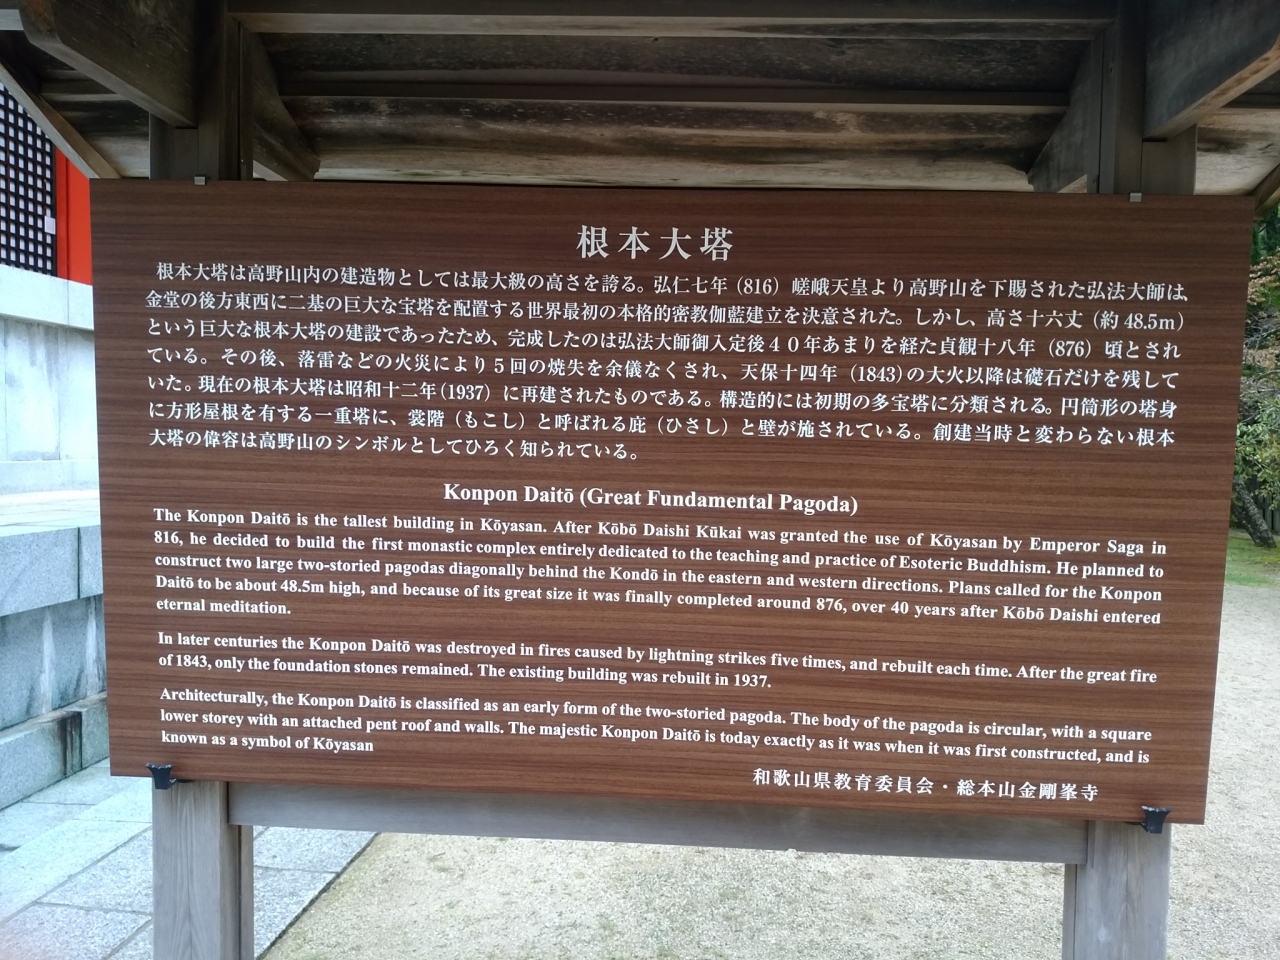 根本大塔
根本大塔は高野山内の建造物としては最大級の高さを誇る。弘仁七年（816）嵯峨天皇より高野山を下賜された弘法大師は、
金堂の後方東西に二基の巨大な宝塔を配置する世界最初の本格的密教伽藍建立を決意された。しかし、高さ十六丈（約 48.5m）
という巨大な根本大塔の建設であったため、完成したのは弘法大師御入定後４０年あまりを経た貞観十八年（876）頃とされ
ている。その後、落雷などの火災により５回の焼失を余儀なくされ、天保十四年（1843)の大火以降は礎石だけを残して
いた。現在の根本大塔は昭和十二年(1937）に再建されたものである。構造的には初期の多宝塔に分類される。円筒形の塔身
に方形屋根を有する一重塔に、裳階（もこし）と呼ばれる庇（ひさし）と壁が施されている。創建当時と変わらない根本
大塔の偉容は高野山のシンボルとしてひろく知られている。
Konpon Daitō (Great Fundamental Pagoda)
The Konpon Daitō is the tallest building in Kōyasan. After Kōbō Daishi Kūkai was granted the use of Kōyasan by Emperor Saga in
816, he decided to build the first monastic complex entirely dedicated to the teaching and practice of Esoteric Buddhism. He planned to
construct two large two-storied pagodas diagonally behind the Kondō in the eastern and western directions. Plans called for the Konpon
Daitō to be about 48.5m high, and because of its great size it was finally completed around 876, over 40 years after Kōbō Daishi entered
eternal meditation.
In later centuries the Konpon Daitō was destroyed in fires caused by lightning strikes five times, and rebuilt each time. After the great fire
of 1843, only the foundation stones remained. The existing building was rebuilt in 1937.
Architecturally, the Konpon Daitō is classified as an early form of the two-storied pagoda. The body of the pagoda is circular, with a square
lower storey with an attached pent roof and walls. The majestic Konpon Daitō is today exactly as it was when it was first constructed, and is
known as a symbol of Kōyasan
和歌山県教育委員会・総本山金剛峯寺